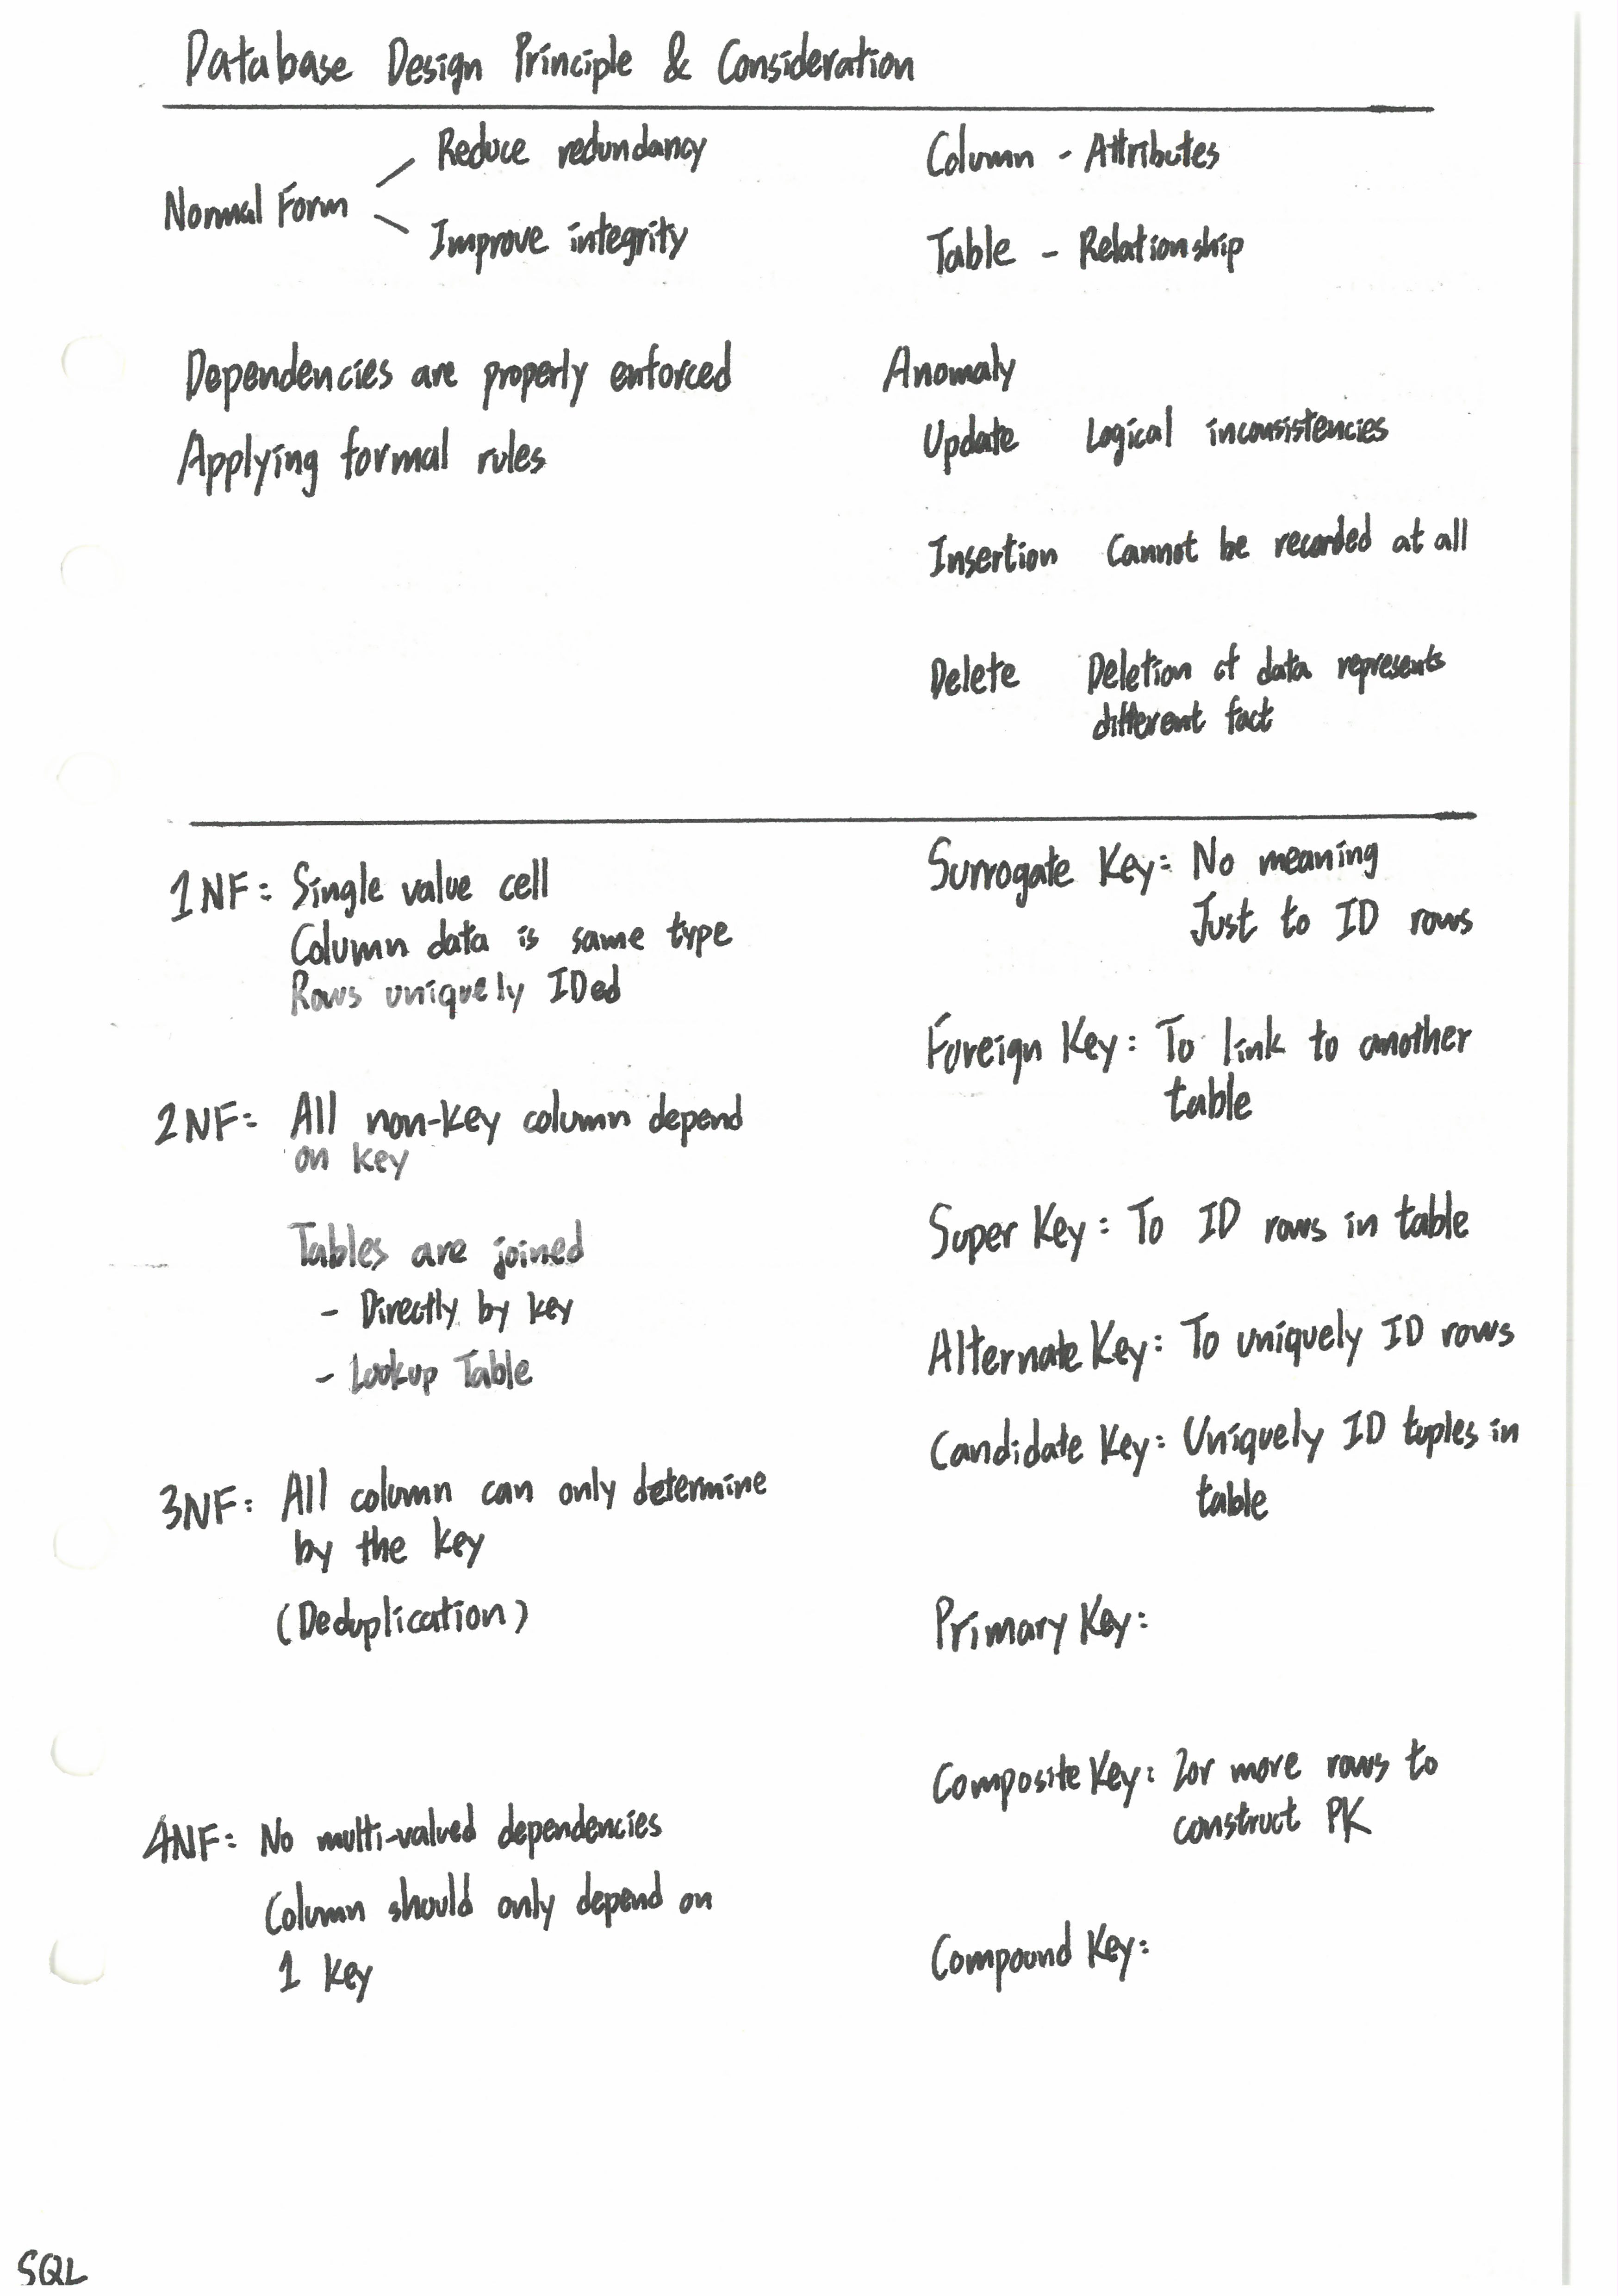 Database Design Principle & Consideration
Normal Form
Reduce redundancy
Improve integrity
Dependencies are properly enforced
Applying formal rules
Column - Attributes
Table - Relationship
Anomaly
Update Logical inconsistencies
Insertion Cannot be recorded at all
Delete Deletion of data represents
different fact
1NF: Single value cell
Column data is same type
Rows uniquely IDed
2NF: All non-key column depend
on key
Tables are joined
- Directly by key
- Lookup Table
3NF: All column can only determine
by the key
(Deduplication)
4NF: No multi-valued dependencies
Column should only depend on
1 key
Surrogate Key: No meaning
Just to ID rows
Foreign Key: To link to another
table
Super Key: To ID rows in table
Alternate Key: To uniquely ID rows
Candidate Key: Uniquely ID tuples in
table
Primary Key:
Composite Key: 2 or more rows to
construct PK
Compound Key:
SQL